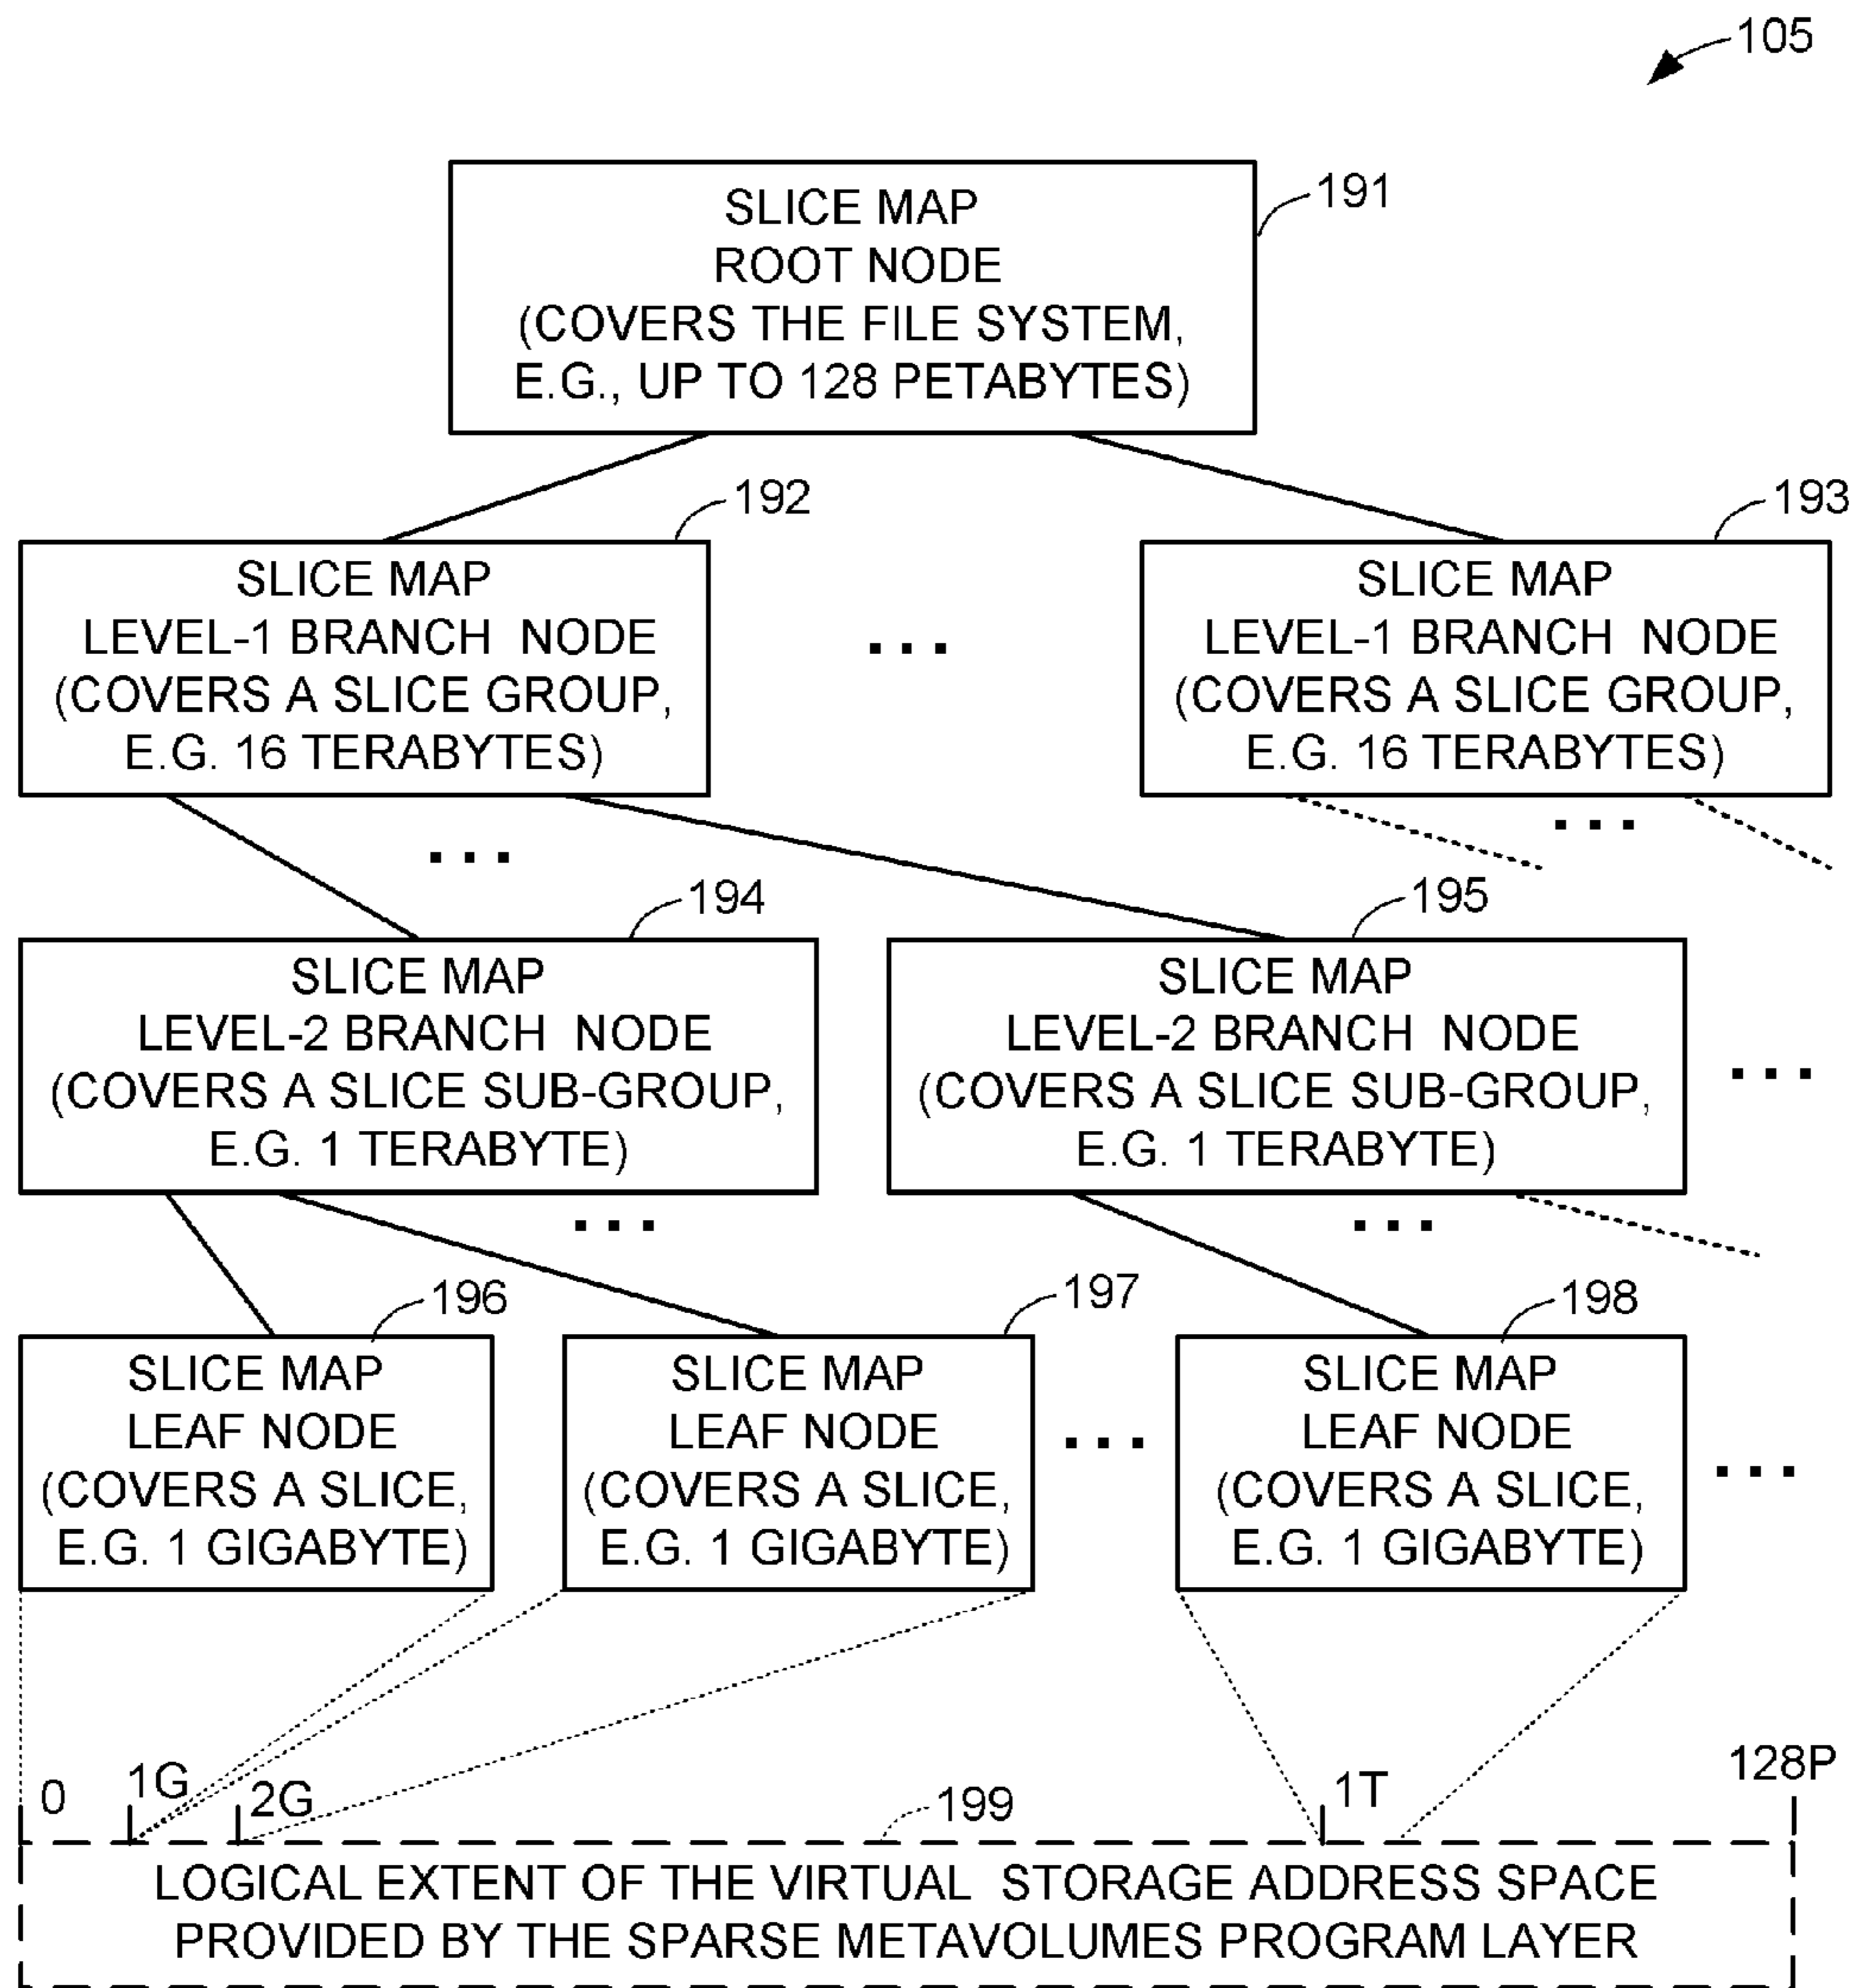 105
191
SLICE MAP
ROOT NODE
(COVERS THE FILE SYSTEM,
E.G., UP TO 128 PETABYTES)
192
193
SLICE MAP
LEVEL-1 BRANCH NODE
(COVERS A SLICE GROUP,
E.G. 16 TERABYTES)
...
SLICE MAP
LEVEL-1 BRANCH NODE
(COVERS A SLICE GROUP,
E.G. 16 TERABYTES)
...
...
194
195
SLICE MAP
LEVEL-2 BRANCH NODE
(COVERS A SLICE SUB-GROUP,
E.G. 1 TERABYTE)
SLICE MAP
LEVEL-2 BRANCH NODE
(COVERS A SLICE SUB-GROUP,
E.G. 1 TERABYTE)
...
...
...
196
197
198
SLICE MAP
LEAF NODE
(COVERS A SLICE,
E.G. 1 GIGABYTE)
SLICE MAP
LEAF NODE
(COVERS A SLICE,
E.G. 1 GIGABYTE)
...
SLICE MAP
LEAF NODE
(COVERS A SLICE,
E.G. 1 GIGABYTE)
...
0
1G
2G
199
1T
128P
LOGICAL EXTENT OF THE VIRTUAL STORAGE ADDRESS SPACE
PROVIDED BY THE SPARSE METAVOLUMES PROGRAM LAYER